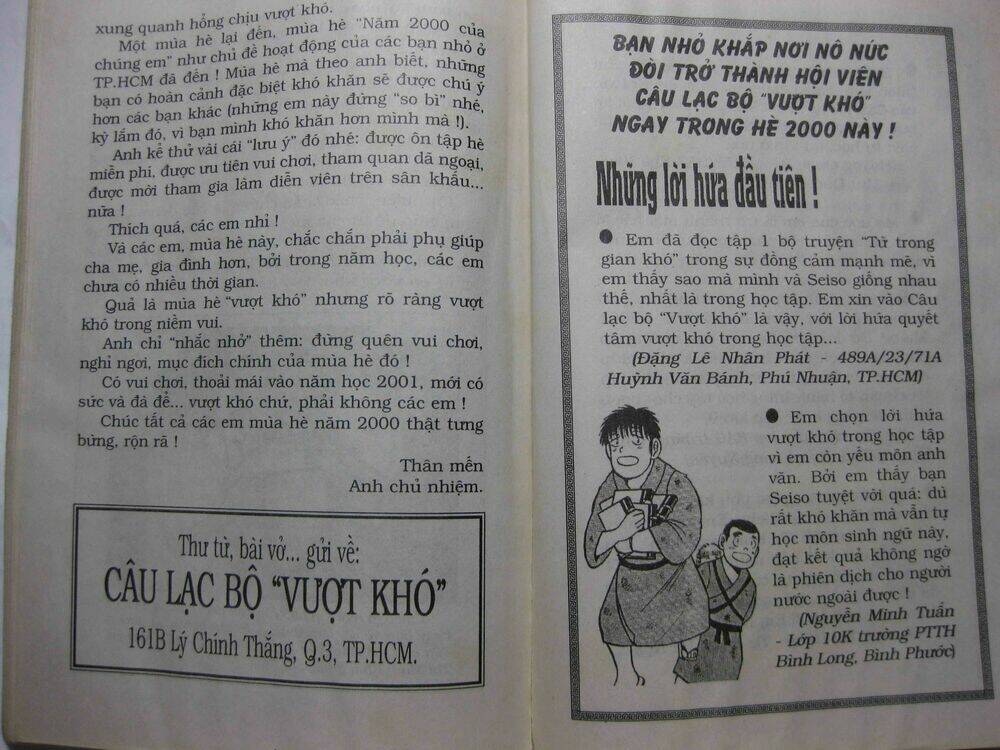 xung quanh hổng chịu vượt khó.
Một mùa hè lại đến, mùa hè “Năm 2000 của
chúng em” như chủ đề hoạt động của các bạn nhỏ ở
TP.HCM đã đến ! Mùa hè mà theo anh biết, những
bạn có hoàn cảnh đặc biệt khó khăn sẽ được chú ý
hơn các bạn khác (những em này đừng “so bì” nhé,
kỳ lắm đó, vì bạn mình khó khăn hơn mình mà !).
Anh kể thử vài cái “lưu ý” đó nhé: được ôn tập hè
miễn phí, được ưu tiên vui chơi, tham quan dã ngoại,
được mời tham gia làm diễn viên trên sân khấu...
nữa !
Thích quá, các em nhỉ !
Và các em, mùa hè này, chắc chắn phải phụ giúp
cha mẹ, gia đình hơn, bởi trong năm học, các em
chưa có nhiều thời gian.
Quả là mùa hè “vượt khó” nhưng rõ ràng vượt
khó trong niềm vui.
Anh chỉ “nhắc nhở” thêm: đừng quên vui chơi,
nghỉ ngơi, mục đích chính của mùa hè đó !
Có vui chơi, thoải mái vào năm học 2001, mới có
sức và đà để... vượt khó chứ, phải không các em !
Chúc tất cả các em mùa hè năm 2000 thật tưng
bừng, rộn rã !
Thân mến
Anh chủ nhiệm.
Thư từ, bài vở... gửi về:
CÂU LẠC BỘ “VƯỢT KHÓ”
161B Lý Chính Thắng, Q.3, TP.HCM.
BẠN NHỎ KHẮP NƠI NÔ NỨC
ĐÒI TRỞ THÀNH HỘI VIÊN
CÂU LẠC BỘ “VƯỢT KHÓ”
NGAY TRONG HÈ 2000 NÀY !
Những lời hứa đầu tiên !
● Em đã đọc tập 1 bộ truyện “Từ trong
gian khó” trong sự đồng cảm mạnh mẽ, vì
em thấy sao mà mình và Seiso giống nhau
thế, nhất là trong học tập. Em xin vào Câu
lạc bộ “Vượt khó” là vậy, với lời hứa quyết
tâm vượt khó trong học tập...
(Đặng Lê Nhân Phát - 489A/23/71A
Huỳnh Văn Bánh, Phú Nhuận, TP.HCM)
● Em chọn lời hứa
vượt khó trong học tập
vì em còn yếu môn anh
văn. Bởi em thấy bạn
Seiso tuyệt vời quá: dù
rất khó khăn mà vẫn tự
học môn sinh ngữ này,
đạt kết quả không ngờ
là phiên dịch cho người
nước ngoài được !
(Nguyễn Minh Tuấn
- Lớp 10K trường PTTH
Bình Long, Bình Phước)